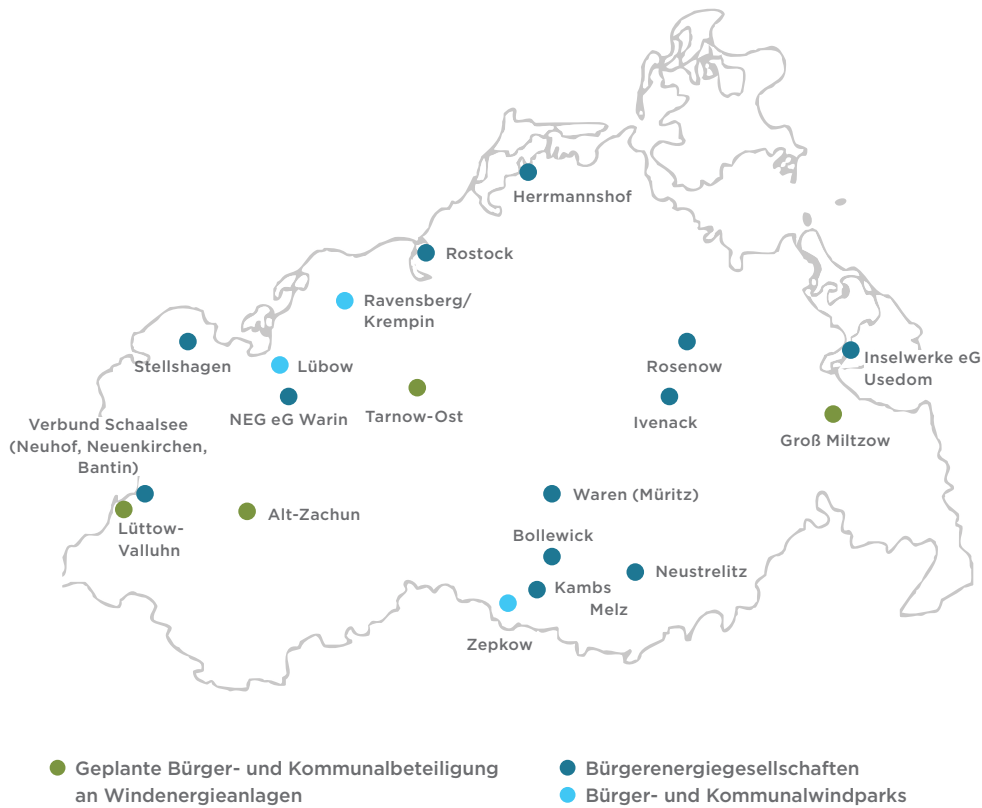 Herrmannshof
Rostock
Ravensberg/
Krempin
Stellshagen
Lübow
Rosenow
Inselwerke eG
Usedom
NEG eG Warin
Tarnow-Ost
Ivenack
Groß Miltzow
Verbund Schaalsee
(Neuhof, Neuenkirchen,
Bantin)
Lüttow-
Valluhn
Alt-Zachun
Waren (Müritz)
Bollewick
Neustrelitz
Kambs
Melz
Zepkow
Geplante Bürger- und Kommunalbeteiligung
an Windenergieanlagen
Bürgerenergiegesellschaften
Bürger- und Kommunalwindparks